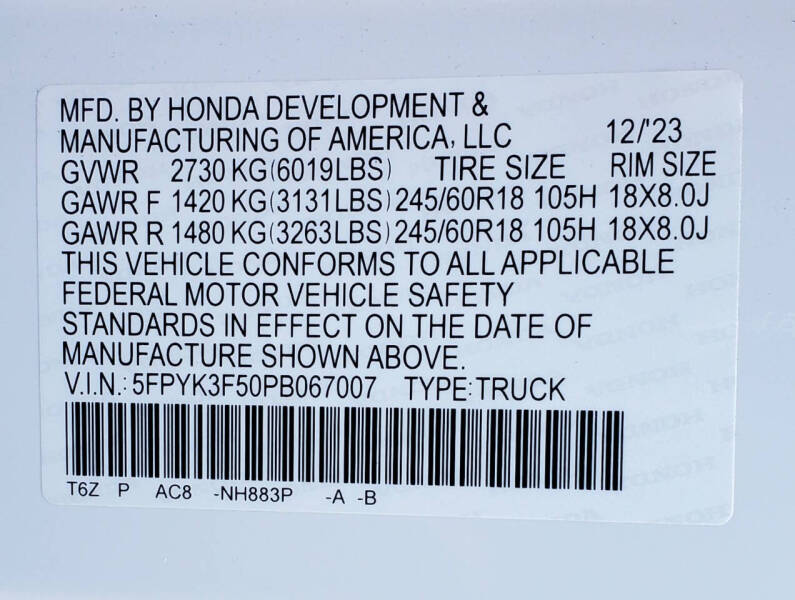 MFD. BY HONDA DEVELOPMENT &
MANUFACTURING OF AMERICA, LLC 12/'23
GVWR 2730 KG(6019LBS) TIRE SIZE RIM SIZE
GAWR F 1420 KG(3131LBS) 245/60R18 105H 18X8.0J
GAWR R 1480 KG(3263LBS) 245/60R18 105H 18X8.0J
THIS VEHICLE CONFORMS TO ALL APPLICABLE
FEDERAL MOTOR VEHICLE SAFETY
STANDARDS IN EFFECT ON THE DATE OF
MANUFACTURE SHOWN ABOVE.
V.I.N.: 5FPYK3F50PB067007 TYPE:TRUCK
T6Z P AC8 -NH883P -A -B